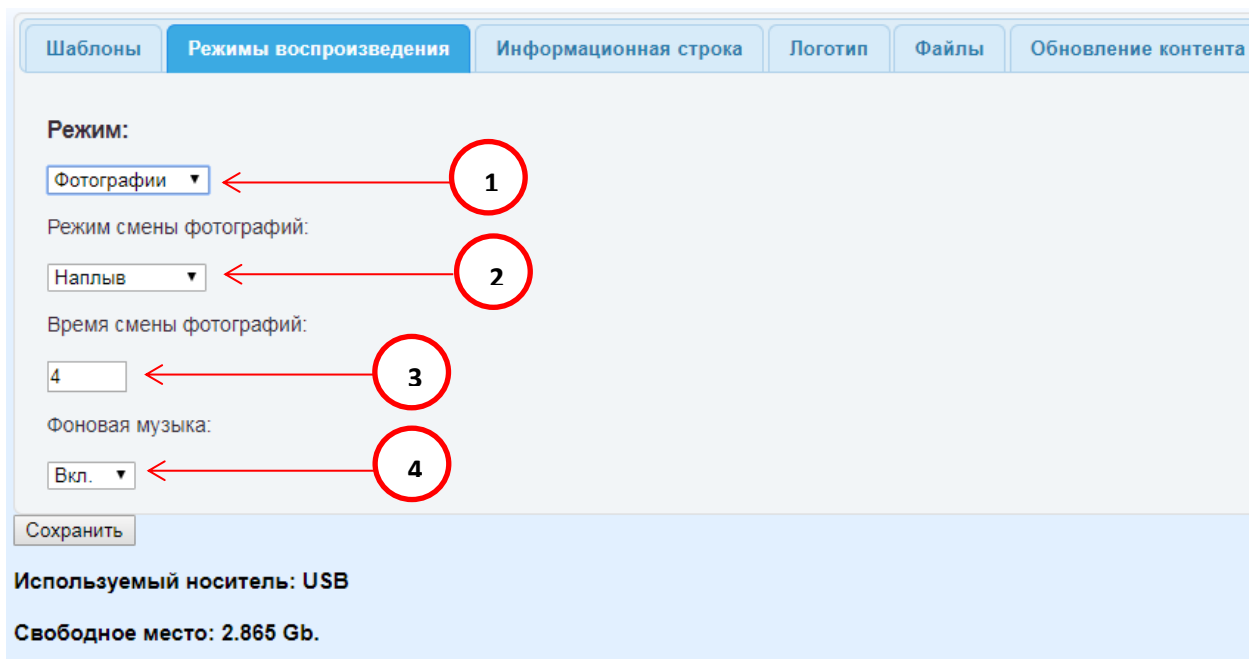 Шаблоны Режимы воспроизведения Информационная строка Логотип Файлы Обновление контента
Режим:
Фотографии
1
Режим смены фотографий:
Наплыв
2
Время смены фотографий:
4
3
Фоновая музыка:
Вкл.
4
Сохранить
Используемый носитель: USB
Свободное место: 2.865 Gb.